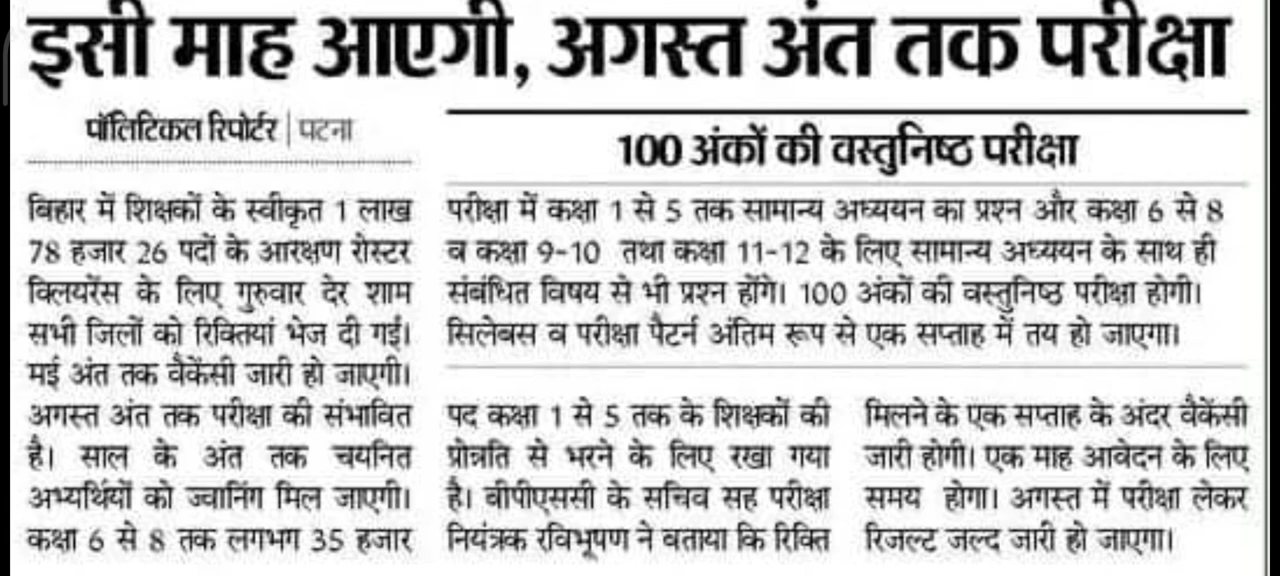 इसी माह आएगी, अगस्त अंत तक परीक्षा
पॉलिटिकल रिपोर्टर | पटना
बिहार में शिक्षकों के स्वीकृत 1 लाख
78 हजार 26 पदों के आरक्षण रोस्टर
क्लियरेंस के लिए गुरुवार देर शाम
सभी जिलों को रिक्तियां भेज दी गई।
मई अंत तक वैकेंसी जारी हो जाएगी।
अगस्त अंत तक परीक्षा की संभावित
है। साल के अंत तक चयनित
अभ्यर्थियों को ज्वानिंग मिल जाएगी।
कक्षा 6 से 8 तक लगभग 35 हजार
100 अंकों की वस्तुनिष्ठ परीक्षा
परीक्षा में कक्षा 1 से 5 तक सामान्य अध्ययन का प्रश्न और कक्षा 6 से 8
व कक्षा 9-10 तथा कक्षा 11-12 के लिए सामान्य अध्ययन के साथ ही
संबंधित विषय से भी प्रश्न होंगे। 100 अंकों की वस्तुनिष्ठ परीक्षा होगी।
सिलेबस व परीक्षा पैटर्न अंतिम रूप से एक सप्ताह में तय हो जाएगा।
पद कक्षा 1 से 5 तक के शिक्षकों की
प्रोन्नति से भरने के लिए रखा गया
है। बीपीएससी के सचिव सह परीक्षा
नियंत्रक रविभूषण ने बताया कि रिक्ति
मिलने के एक सप्ताह के अंदर वैकेंसी
जारी होगी। एक माह आवेदन के लिए
समय होगा। अगस्त में परीक्षा लेकर
रिजल्ट जल्द जारी हो जाएगा।